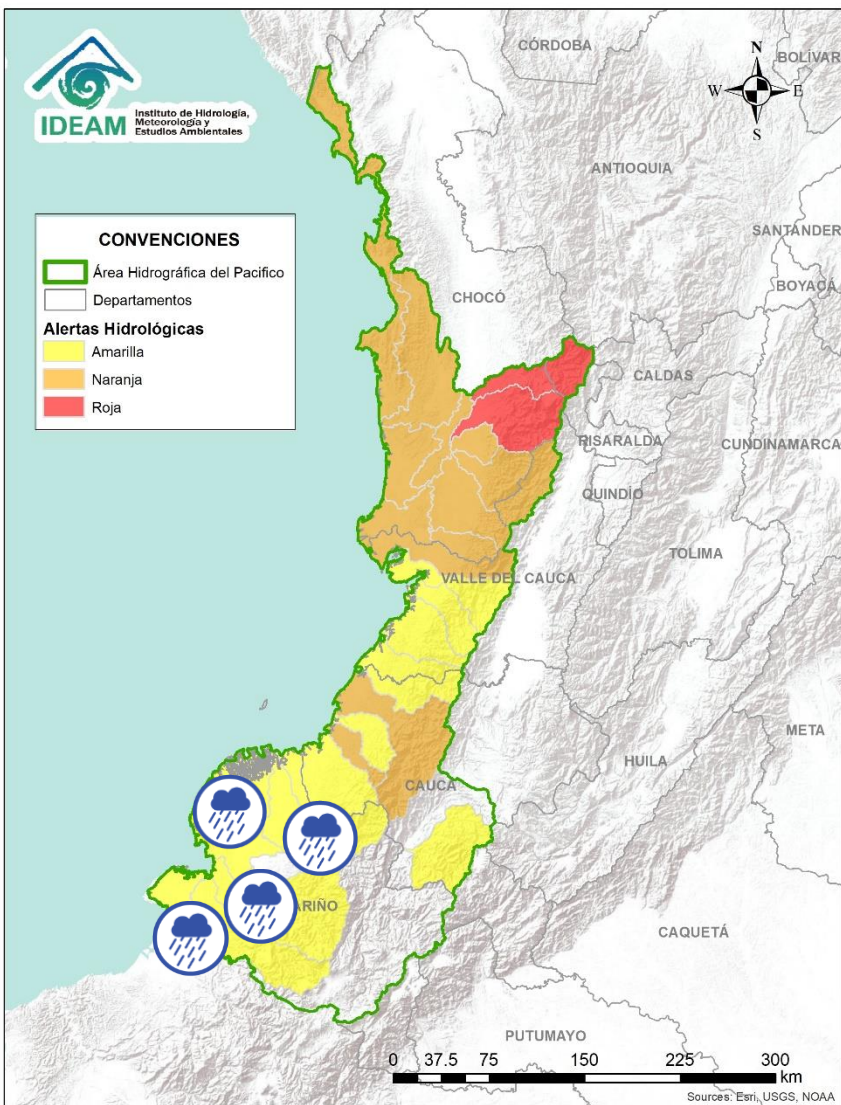 IDEAM
Instituto de Hidrología,
Meteorología y
Estudios Ambientales
CÓRDOBA
BOLÍVAR
N
W
E
S
ANTIOQUIA
SANTANDER
BOYACÁ
CONVENCIONES
Área Hidrográfica del Pacifico
Departamentos
Alertas Hidrológicas
Amarilla
Naranja
Roja
CHOCÓ
CALDAS
RISARALDA
CUNDINAMARCA
QUINDÍO
TOLIMA
VALLE DEL CAUCA
META
HUILA
CAUCA
ARIÑO
CAQUETÁ
PUTUMAYO
0 37.5 75 150 225 300
km
Sources: Esri, USGS, NOAA